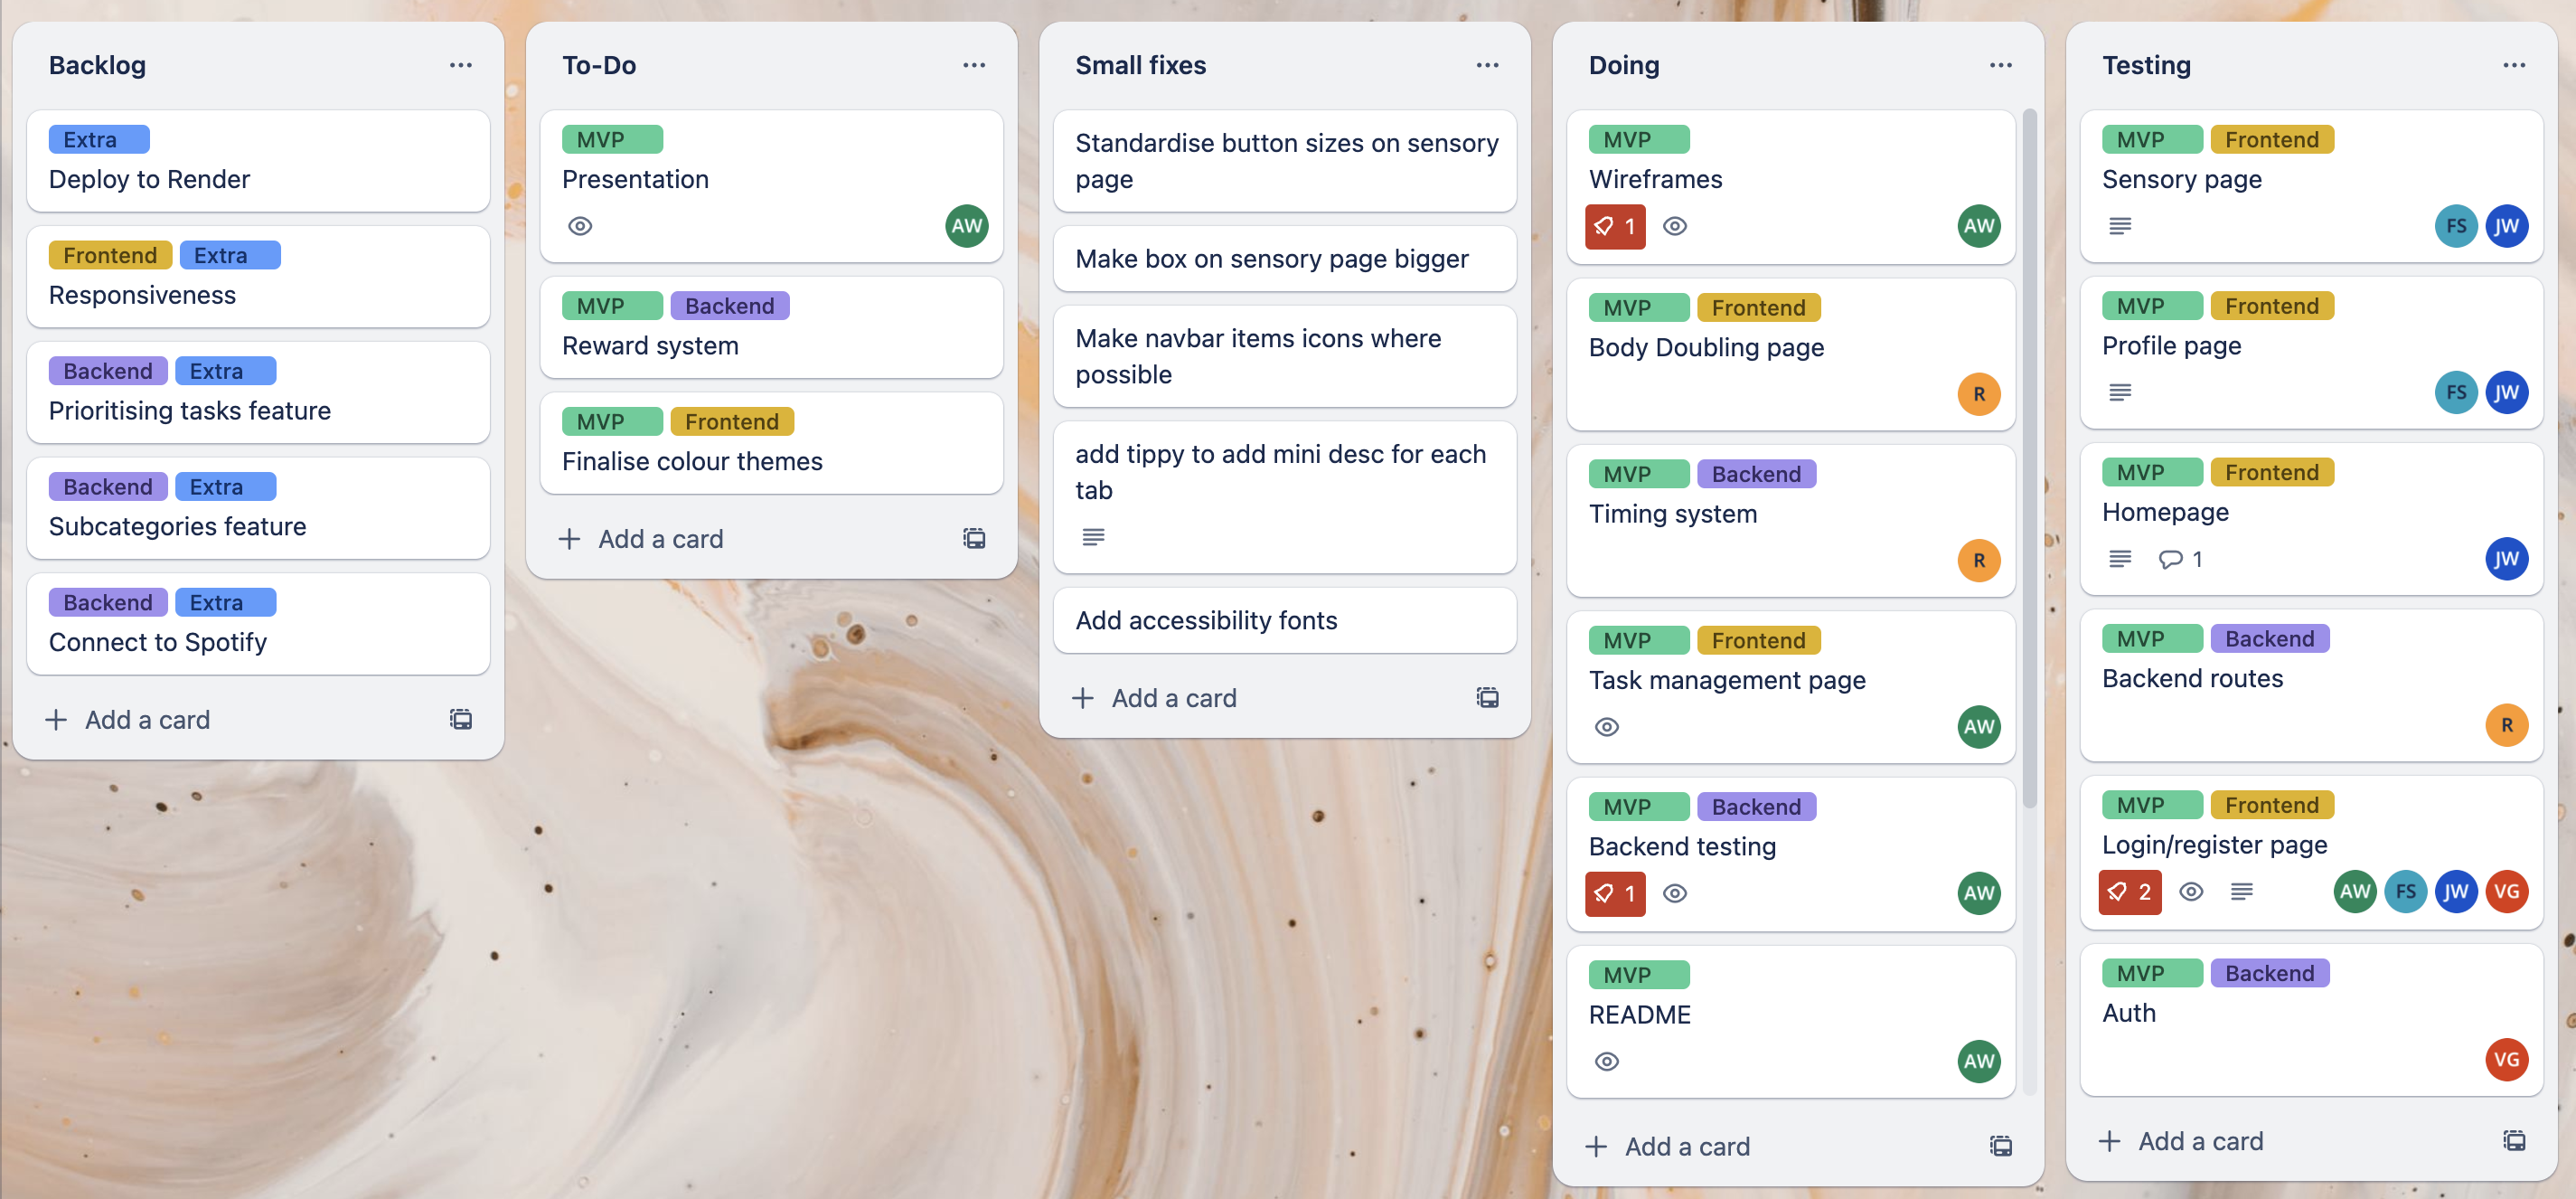 Backlog
Extra
Deploy to Render
Frontend Extra
Responsiveness
Backend Extra
Prioritising tasks feature
Backend Extra
Subcategories feature
Backend Extra
Connect to Spotify
Add a card
To-Do
MVP
Presentation
AW
MVP Backend
Reward system
MVP Frontend
Finalise colour themes
Add a card
Small fixes
Standardise button sizes on sensory
page
Make box on sensory page bigger
Make navbar items icons where
possible
add tippy to add mini desc for each
tab
Add accessibility fonts
Add a card
Doing
MVP
Wireframes
1 AW
MVP Frontend
Body Doubling page
R
MVP Backend
Timing system
R
MVP Frontend
Task management page
AW
MVP Backend
Backend testing
1 AW
MVP
README
AW
Add a card
Testing
MVP Frontend
Sensory page
FS JW
MVP Frontend
Profile page
FS JW
MVP Frontend
Homepage
1 JW
MVP Backend
Backend routes
R
MVP Frontend
Login/register page
2 AW FS JW VG
MVP Backend
Auth
VG
Add a card